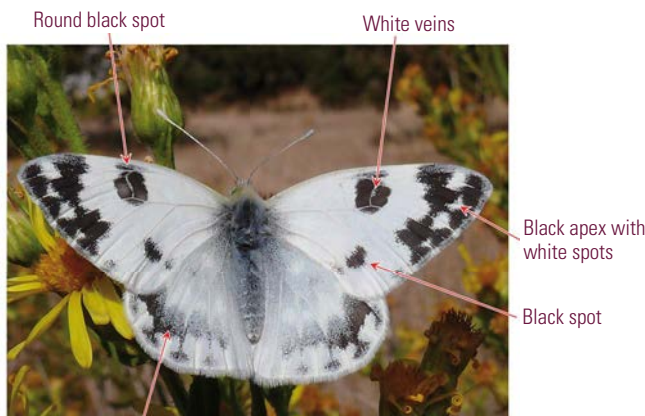 Round black spot
White veins
Black apex with
white spots
Black spot